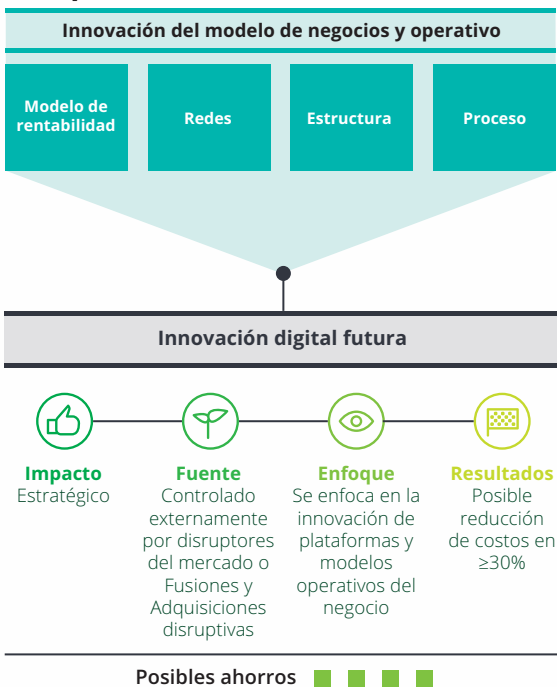 Innovación del modelo de negocios y operativo
Modelo de
rentabilidad
Redes
Estructura
Proceso
Innovación digital futura
Impacto
Estratégico
Fuente
Controlado
externamente
por disruptores
del mercado o
Fusiones y
Adquisiciones
disruptivas
Enfoque
Se enfoca en la
innovación de
plataformas y
modelos
operativos del
negocio
Resultados
Posible
reducción
de costos en
≥30%
Posibles ahorros